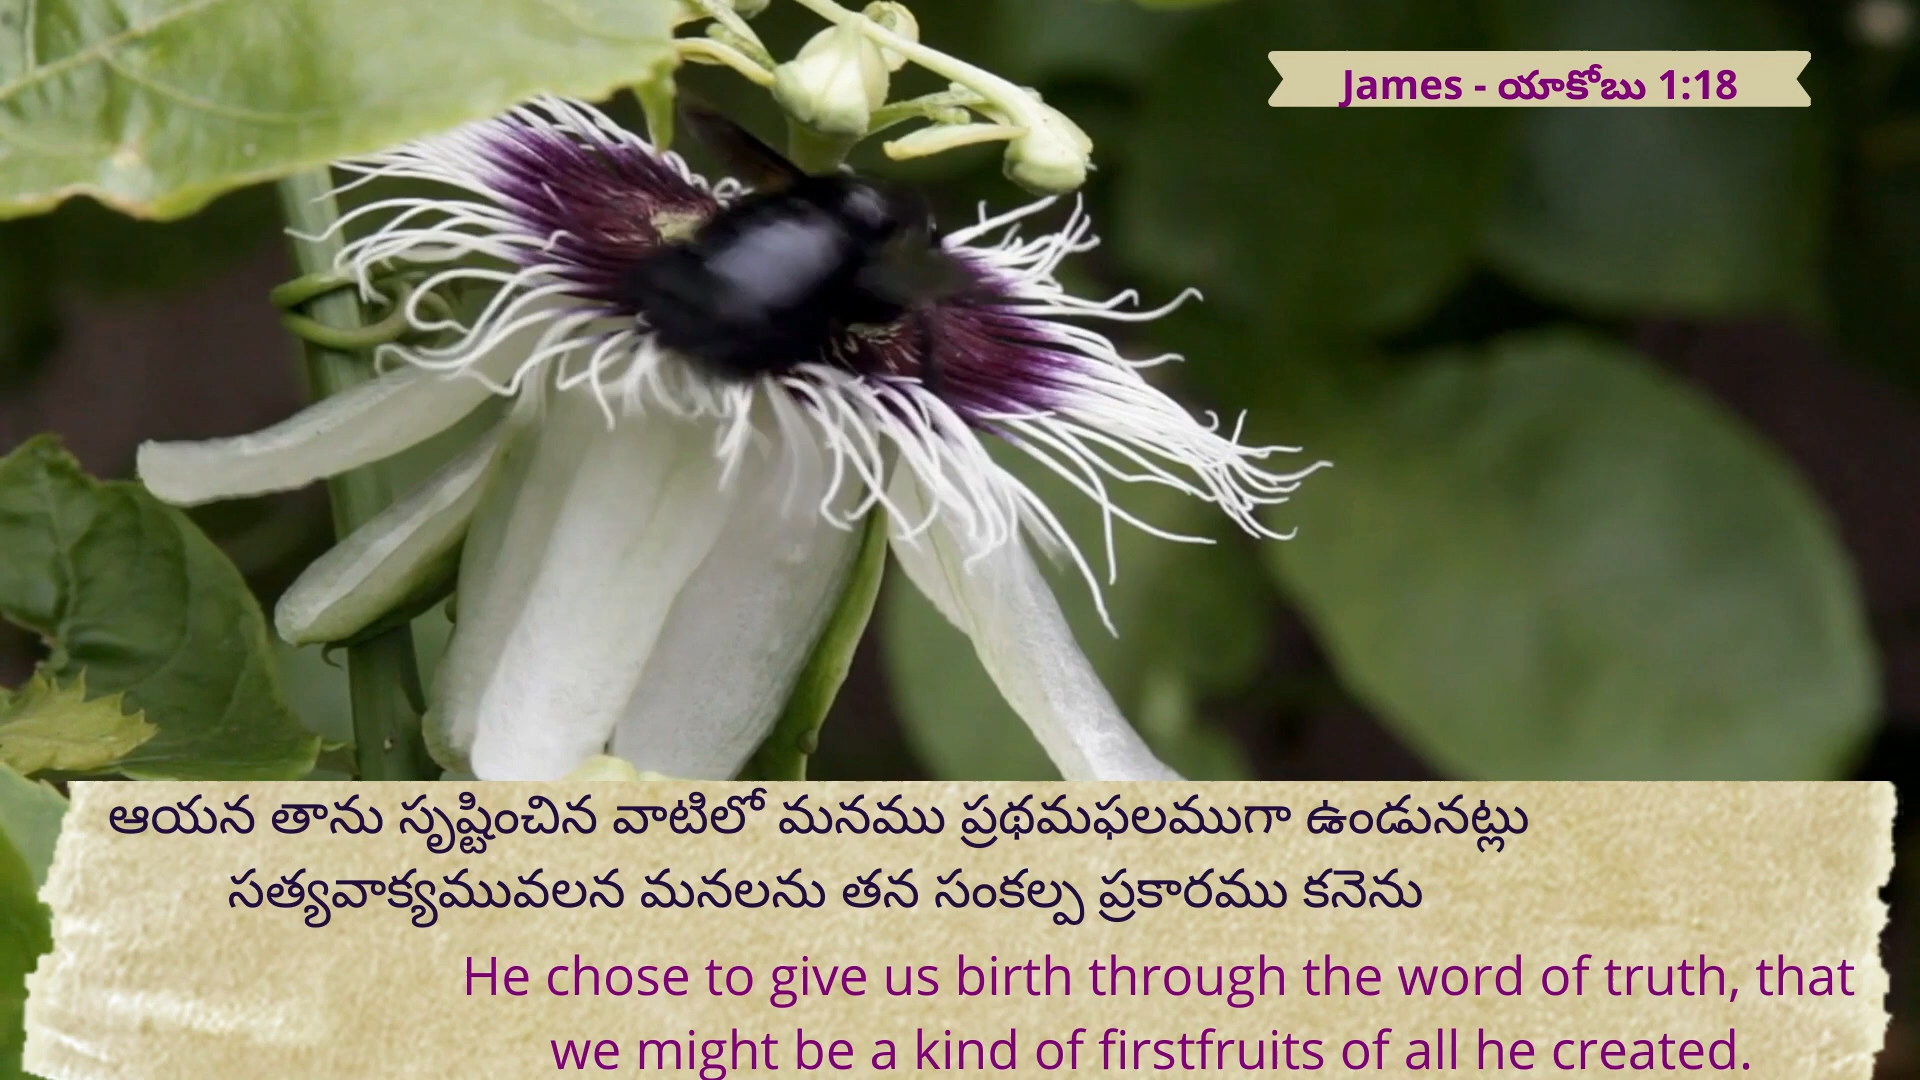 James - యాకోబు 1:18
ఆయన తాను సృష్టించిన వాటిలో మనము ప్రథమఫలముగా ఉండునట్లు
సత్యవాక్యమువలన మనలను తన సంకల్ప ప్రకారము కనెను
He chose to give us birth through the word of truth, that
we might be a kind of firstfruits of all he created.